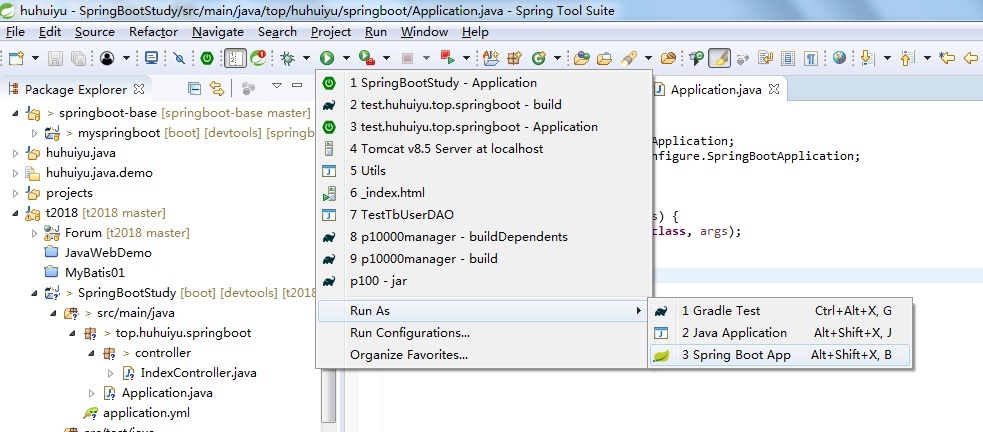 huhuiyu - SpringBootStudy/src/main/java/top/huhuiyu/springboot/Application.java - Spring Tool Suite
File Edit Source Refactor Navigate Search Project Run Window Help
Package Explorer
springboot-base [springboot-base master]
> myspringboot [boot] [devtools] [springb
huhuiyu.java
huhuiyu.java.demo
projects
t2018 [t2018 master]
Forum [t2018 master]
JavaWebDemo
MyBatis01
> SpringBootStudy [boot] [devtools] [t2018
> src/main/java
> top.huhuiyu.springboot
> controller
> IndexController.java
Application.java
application.yml
1 SpringBootStudy - Application
2 test.huhuiyu.top.springboot - build
3 test.huhuiyu.top.springboot - Application
4 Tomcat v8.5 Server at localhost
5 Utils
6 _index.html
7 TestTbUserDAO
8 p10000manager - buildDependents
9 p10000manager - build
p100 - jar
Run As
Run Configurations...
Organize Favorites...
1 Gradle Test Ctrl+Alt+X, G
2 Java Application Alt+Shift+X, J
3 Spring Boot App Alt+Shift+X, B
Application.java
Application;
nfigure.SpringBootApplication;
s) {
class, args);